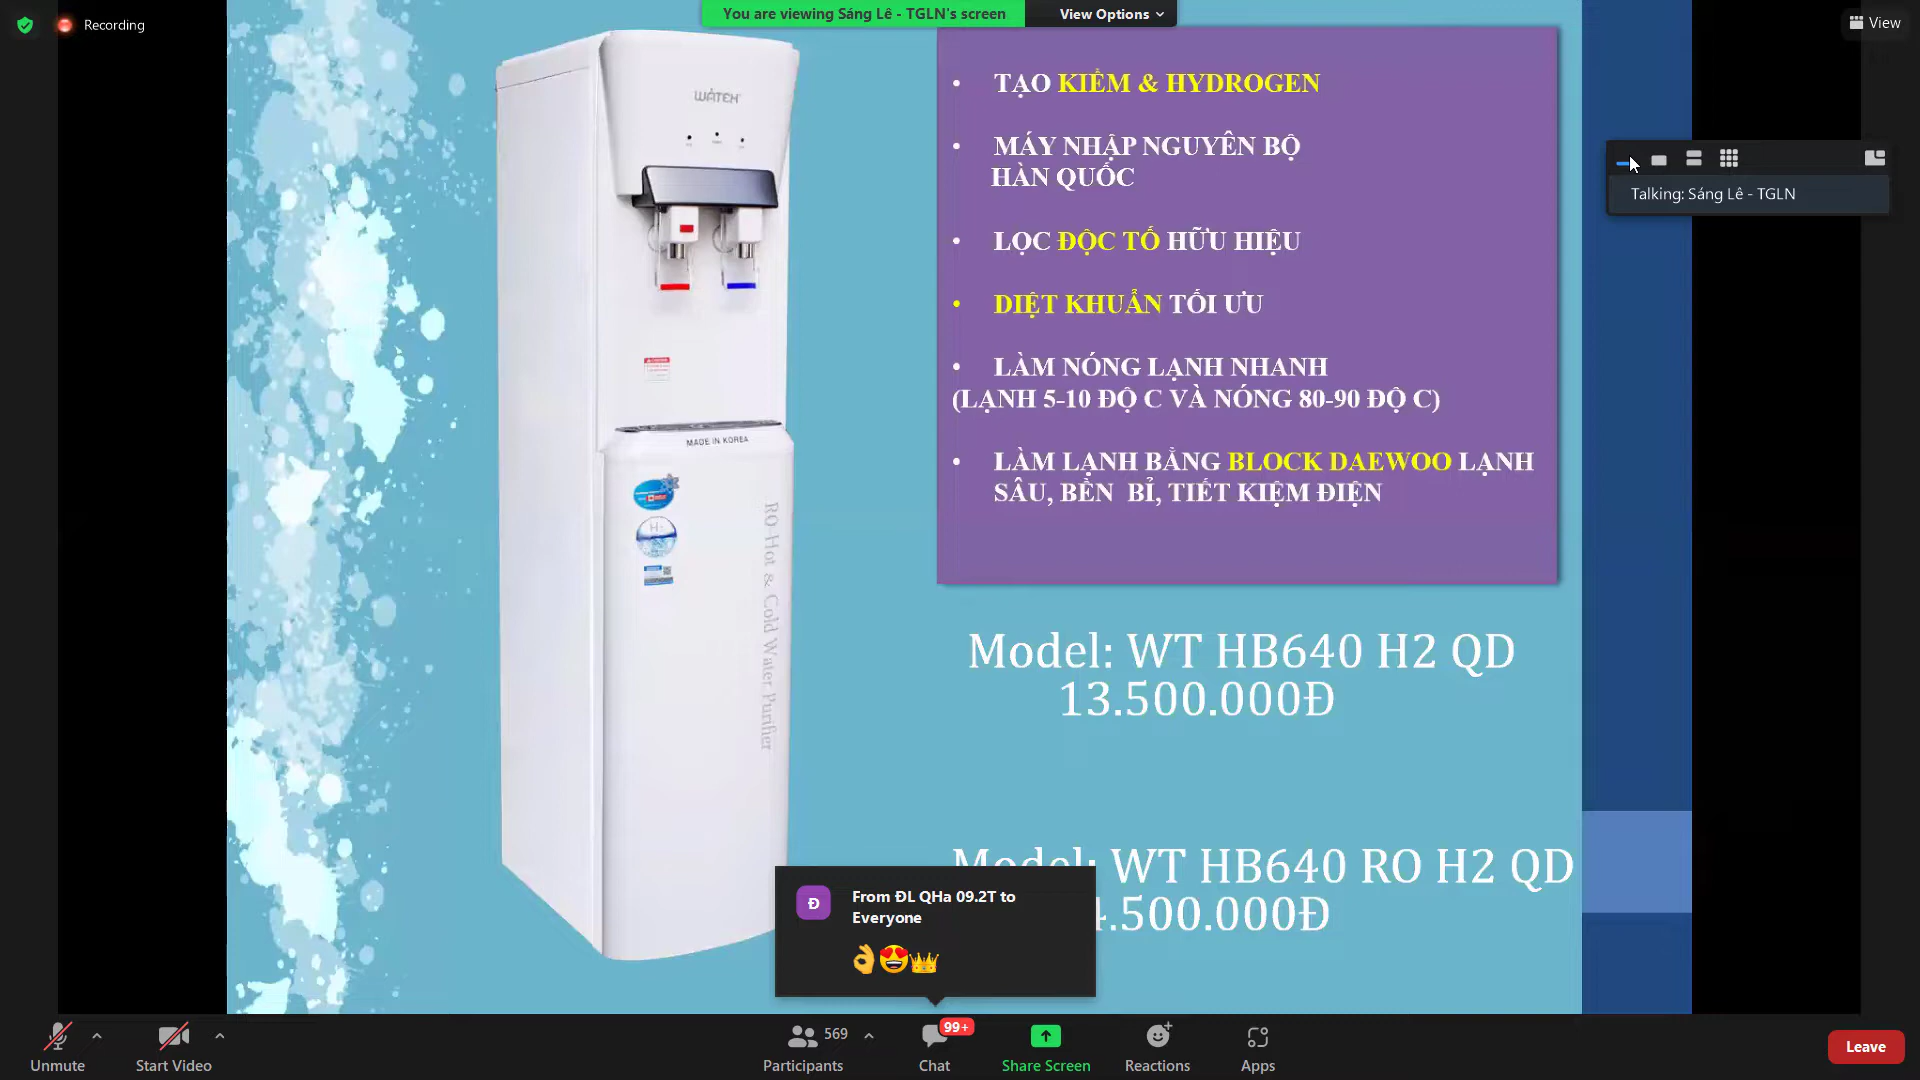 Recording
You are viewing Sáng Lê - TGLN's screen
View Options
View
WATEH
• TẠO KIỀM & HYDROGEN
• MÁY NHẬP NGUYÊN BỘ
HÀN QUỐC
• LỌC ĐỘC TỐ HỮU HIỆU
• DIỆT KHUẨN TỐI ƯU
• LÀM NÓNG LẠNH NHANH
(LẠNH 5-10 ĐỘ C VÀ NÓNG 80-90 ĐỘ C)
• LÀM LẠNH BẰNG BLOCK DAEWOO LẠNH
SÂU, BỀN BỈ, TIẾT KIỆM ĐIỆN
Talking: Sáng Lê - TGLN
MADE IN KOREA
RO Hot & Cold Water Purifier
Model: WT HB640 H2 QD
13.500.000Đ
Model: WT HB640 RO H2 QD
4.500.000Đ
Đ
From ĐL QHa 09.2T to
Everyone
👌😍👑
Unmute
Start Video
569
Participants
99+
Chat
Share Screen
Reactions
Apps
Leave